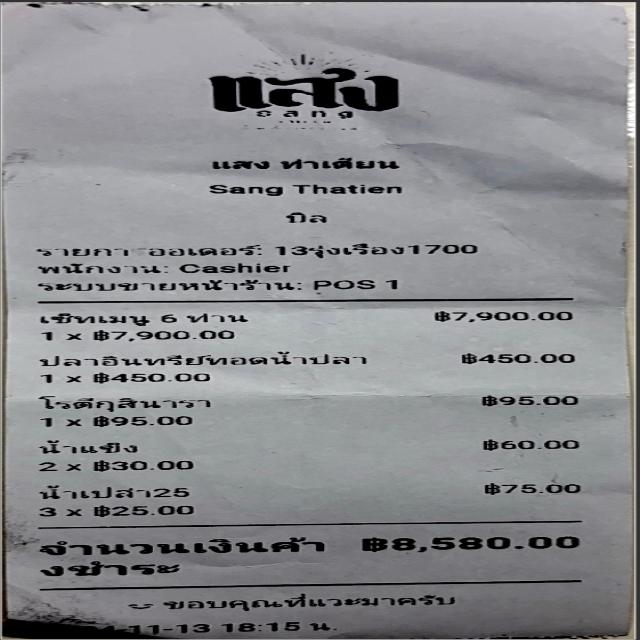 แสง
sang
แสง ท่าเตียน
Sang Thatien
บิล
รายกา ออเดอร์: 13รุ่งเรือง1700
พนักงาน: Cashier
ระบบขายหน้าร้าน: POS 1
เซ็ทเมนู 6 ท่าน ฿7,900.00
1 x ฿7,900.00
ปลาอินทรีย์ทอดน้ำปลา ฿450.00
1 x ฿450.00
โรตีกุสินารา ฿95.00
1 x ฿95.00
น้ำแข็ง ฿60.00
2 x ฿30.00
น้ำเปล่า25 ฿75.00
3 x ฿25.00
จำนวนเงินค้า ฿8,580.00
งชำระ
ขอบคุณที่แวะมาครับ
11-13 18:15 น.